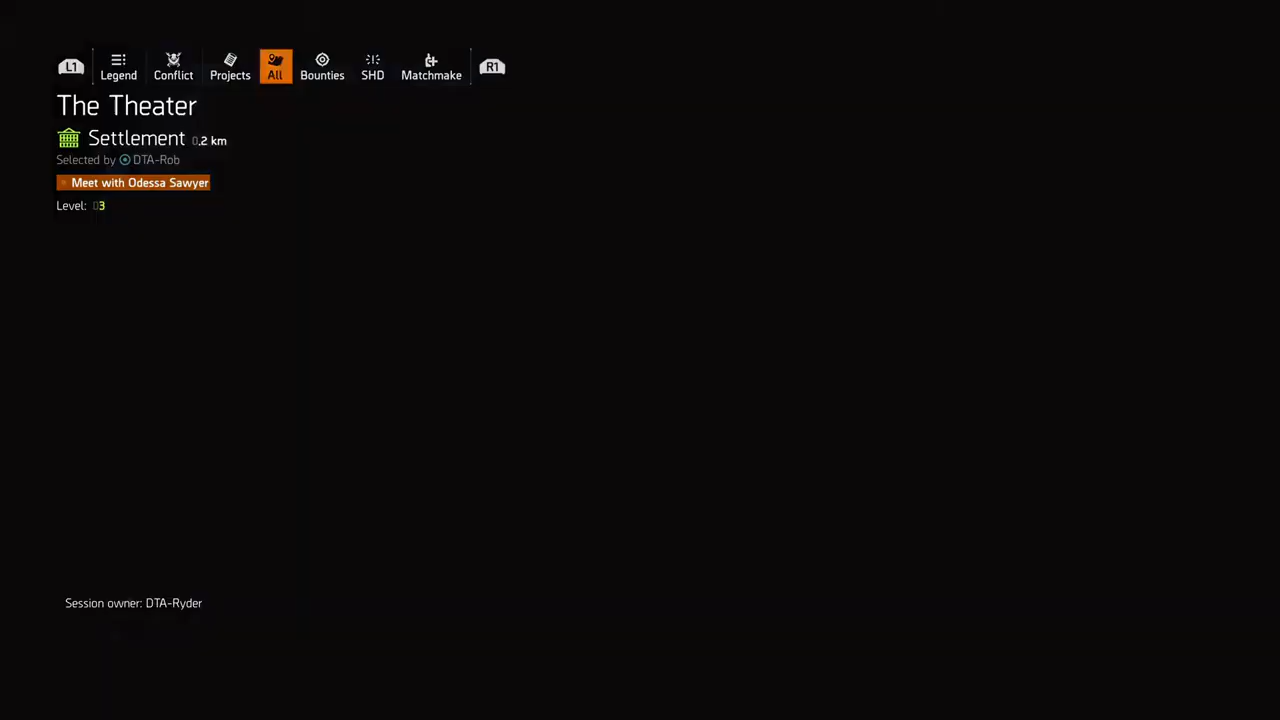 L1 Legend Conflict Projects All Bounties SHD Matchmake R1
The Theater
Settlement 0.2 km
Selected by DTA-Rob
Meet with Odessa Sawyer
Level: 03
Session owner: DTA-Ryder